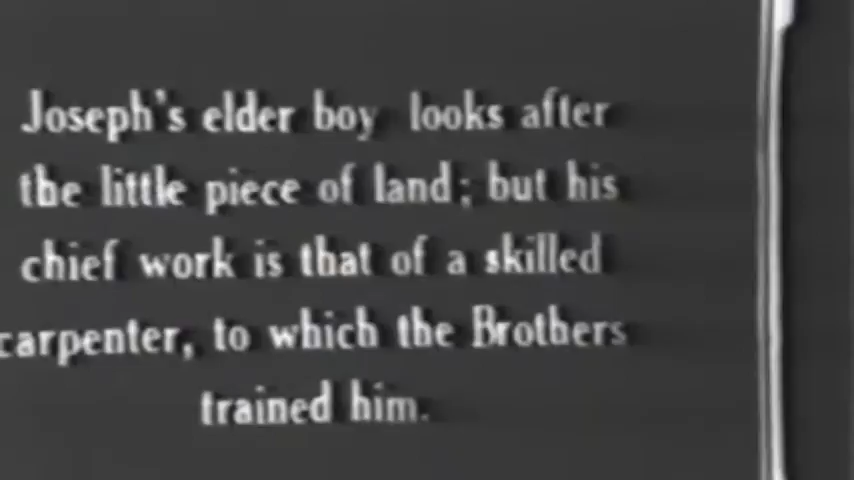 Joseph's elder boy looks after
the little piece of land; but his
chief work is that of a skilled
carpenter, to which the Brothers
trained him.